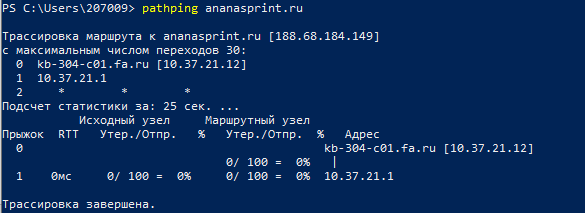 PS C:\Users\207009> pathping ananasprint.ru
Трассировка маршрута к ananasprint.ru [188.68.184.149]
с максимальным числом переходов 30:
0 kb-304-c01.fa.ru [10.37.21.12]
1 10.37.21.1
2 * * *
Подсчет статистики за: 25 сек. ...
Исходный узел Маршрутный узел
Прыжок RTT Утер./Отпр. % Утер./Отпр. % Адрес
0 kb-304-c01.fa.ru [10.37.21.12]
0/ 100 = 0% |
1 0мс 0/ 100 = 0% 0/ 100 = 0% 10.37.21.1
Трассировка завершена.